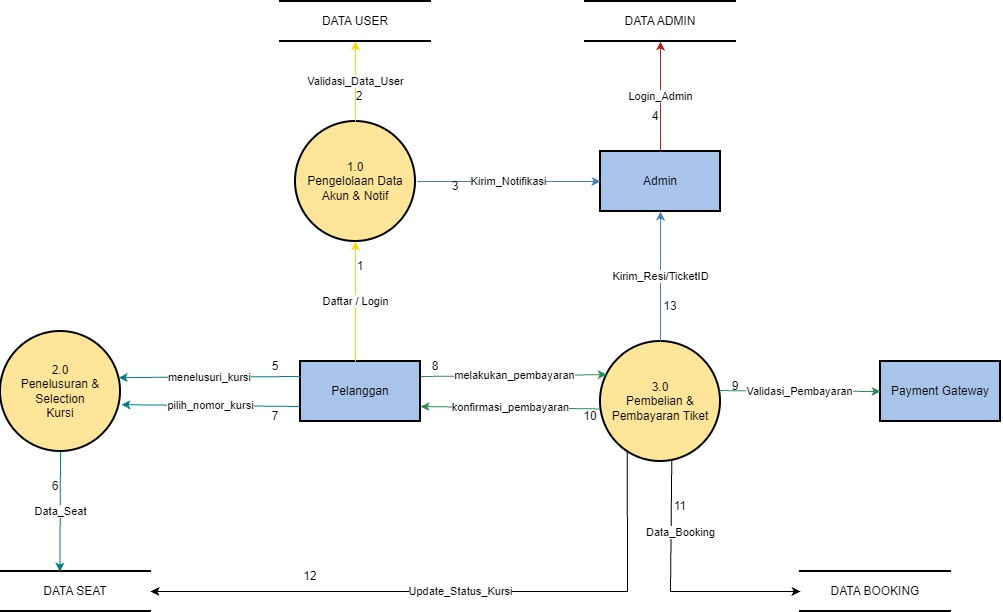 DATA USER
DATA ADMIN
Validasi_Data_User
2
Login_Admin
4
1.0
Pengelolaan Data
Akun & Notif
3
Kirim_Notifikasi
Admin
1
Daftar / Login
Kirim_Resi/TicketID
13
2.0
Penelusuran &
Selection
Kursi
menelusuri_kursi
5
pilih_nomor_kursi
7
Pelanggan
8
melakukan_pembayaran
konfirmasi_pembayaran
10
3.0
Pembelian &
Pembayaran Tiket
9
Validasi_Pembayaran
Payment Gateway
6
Data_Seat
11
Data_Booking
DATA SEAT
12
Update_Status_Kursi
DATA BOOKING